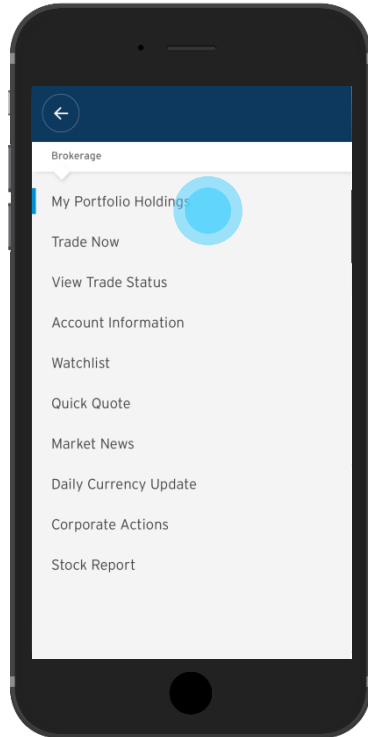 Brokerage
My Portfolio Holdings
Trade Now
View Trade Status
Account Information
Watchlist
Quick Quote
Market News
Daily Currency Update
Corporate Actions
Stock Report